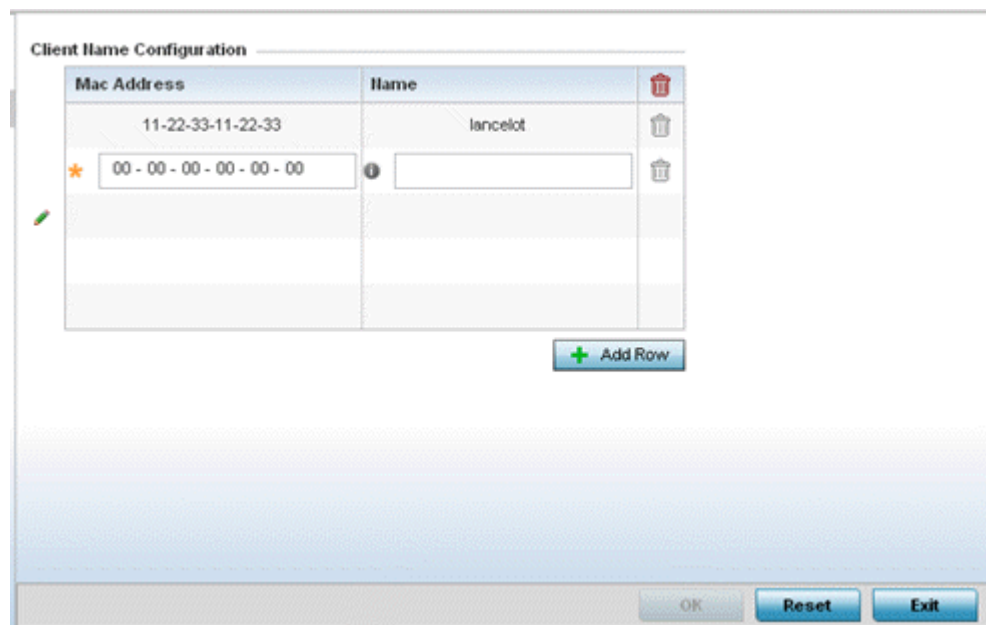 Client Name Configuration
Mac Address Name
11-22-33-11-22-33 lancelot
00 - 00 - 00 - 00 - 00 - 00
Add Row
OK Reset Exit